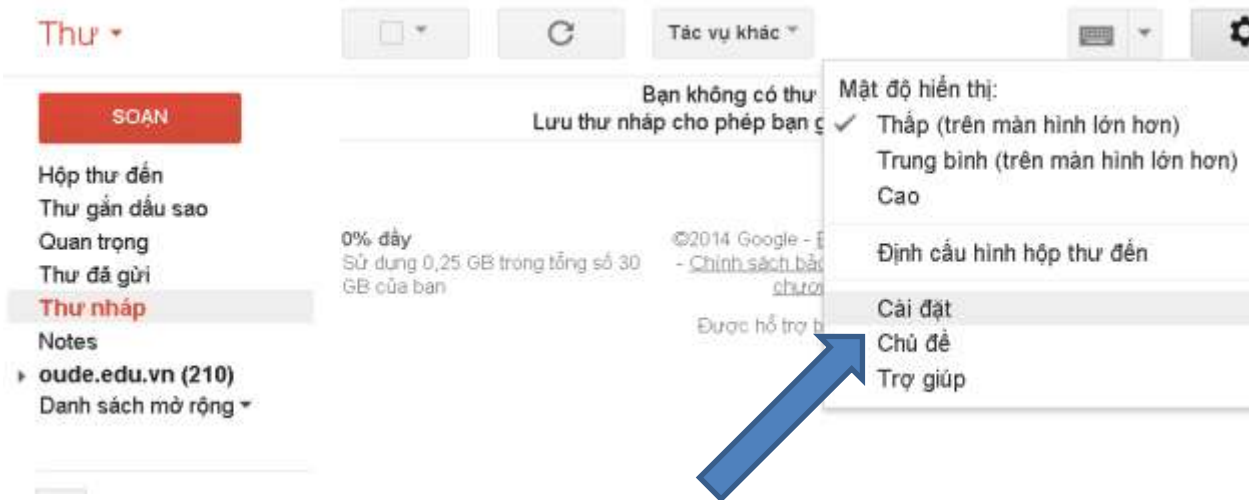 Thư
Tác vụ khác
SOẠN
Hộp thư đến
Thư gắn dấu sao
Quan trọng
Thư đã gửi
Thư nháp
Notes
oude.edu.vn (210)
Danh sách mở rộng
Bạn không có thư
Lưu thư nháp cho phép bạn
0% đầy
Sử dụng 0,25 GB trong tổng số 30
GB của bạn
©2014 Google -
- Chính sách
Được hỗ trợ
Mật độ hiển thị:
Thấp (trên màn hình lớn hơn)
Trung bình (trên màn hình lớn hơn)
Cao
Định cấu hình hộp thư đến
Cài đặt
Chủ đề
Trợ giúp